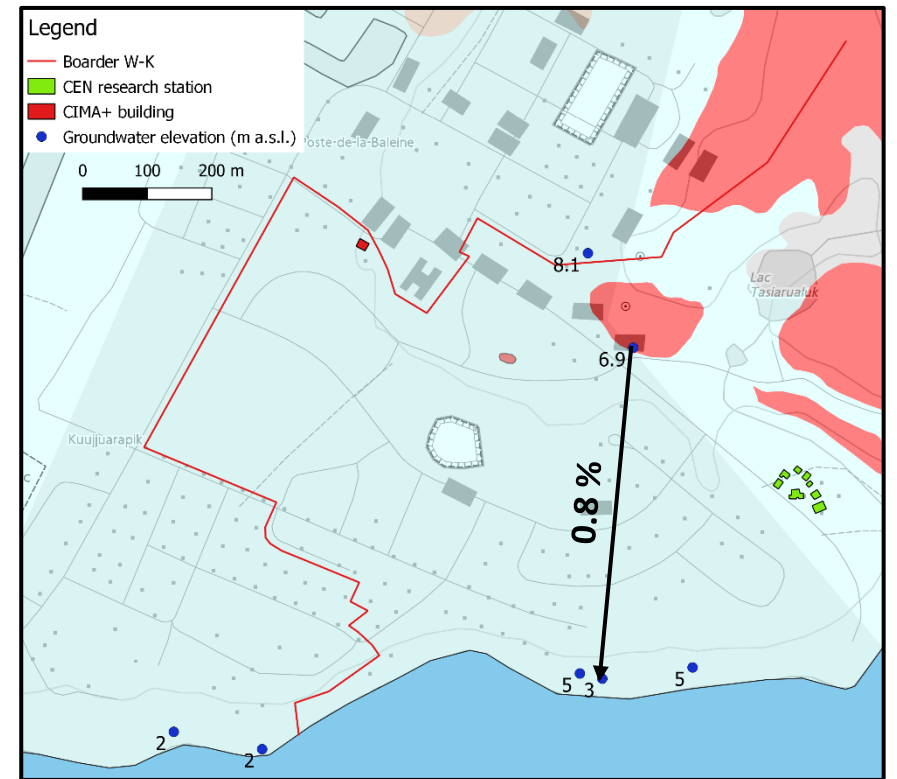 Legend
Boarder W-K
CEN research station
CIMA+ building
Groundwater elevation (m a.s.l.)
0 100 200 m
Poste-de-la-Baleine
8.1
Lac
Tasiarualuk
6.9
Kuujjuarapik
c
0.8 %
5
3
5
2
2